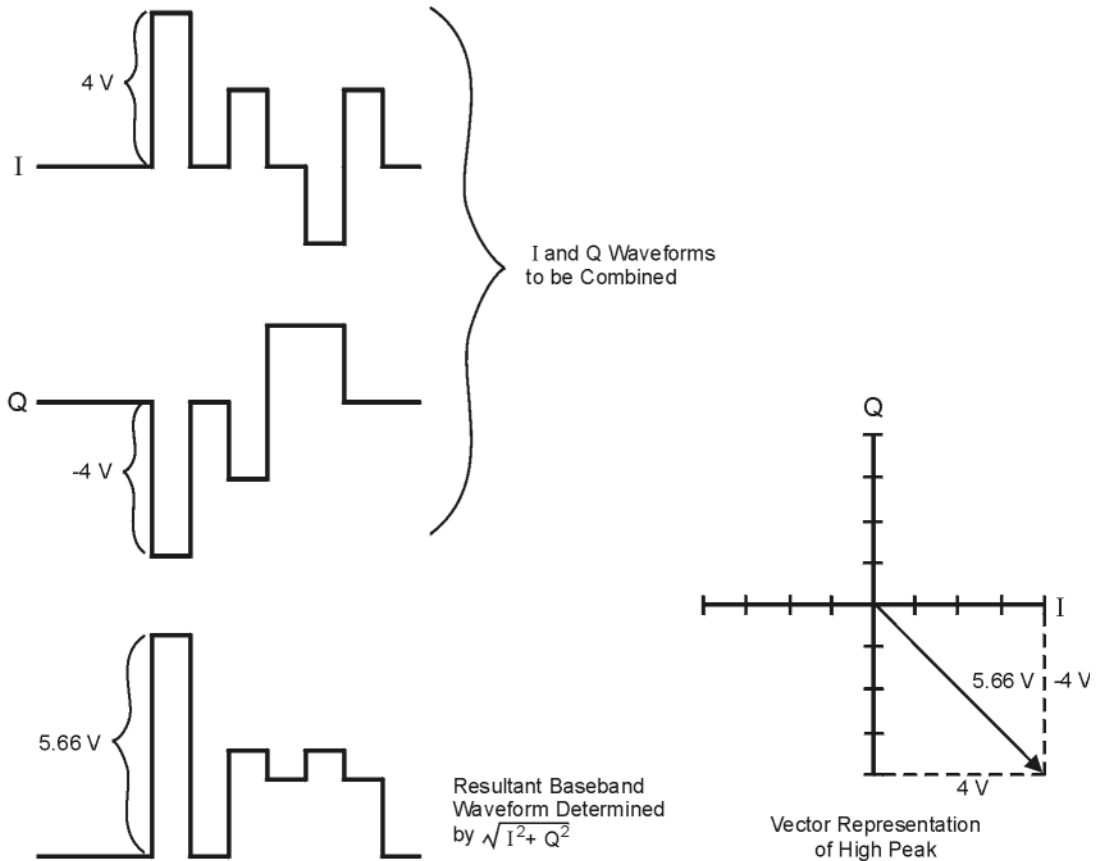 4 V
I
I and Q Waveforms
to be Combined
Q
-4 V
Q
I
5.66 V
-4 V
4 V
5.66 V
Resultant Baseband
Waveform Determined
by √I²+ Q²
Vector Representation
of High Peak